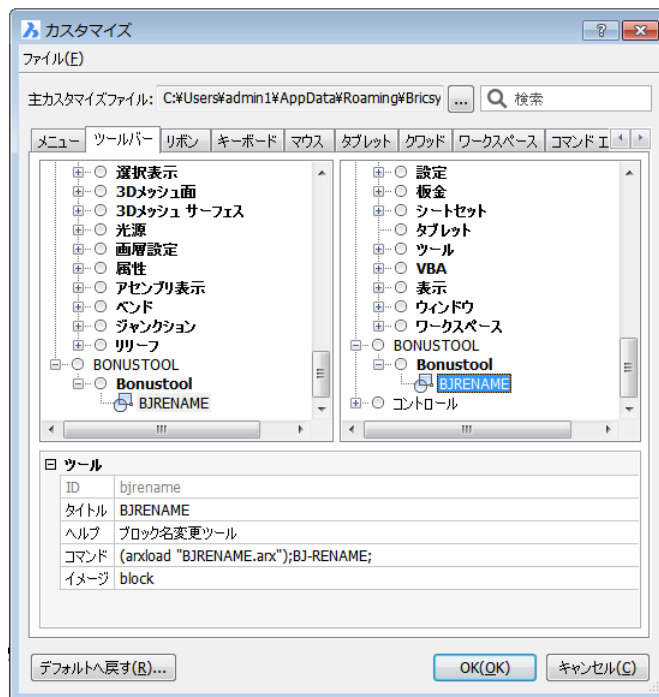 カスタマイズ
ファイル(F)
主カスタマイズファイル: C:¥Users¥admin1¥AppData¥Roaming¥Bricsy ... 検索
メニュー ツールバー リボン キーボード マウス タブレット クワッド ワークスペース コマンド エ
選択表示
3Dメッシュ面
3Dメッシュ サーフェス
光源
画層設定
属性
アセンブリ表示
ベンド
ジャンクション
リリーフ
BONUSTOOL
Bonustool
BJRENAME
設定
板金
シートセット
タブレット
ツール
VBA
表示
ウィンドウ
ワークスペース
BONUSTOOL
Bonustool
BJRENAME
コントロール
ツール
ID bjrename
タイトル BJRENAME
ヘルプ ブロック名変更ツール
コマンド (arxload "BJRENAME.arx");BJ-RENAME;
イメージ block
デフォルトへ戻す(R)... OK(OK) キャンセル(C)